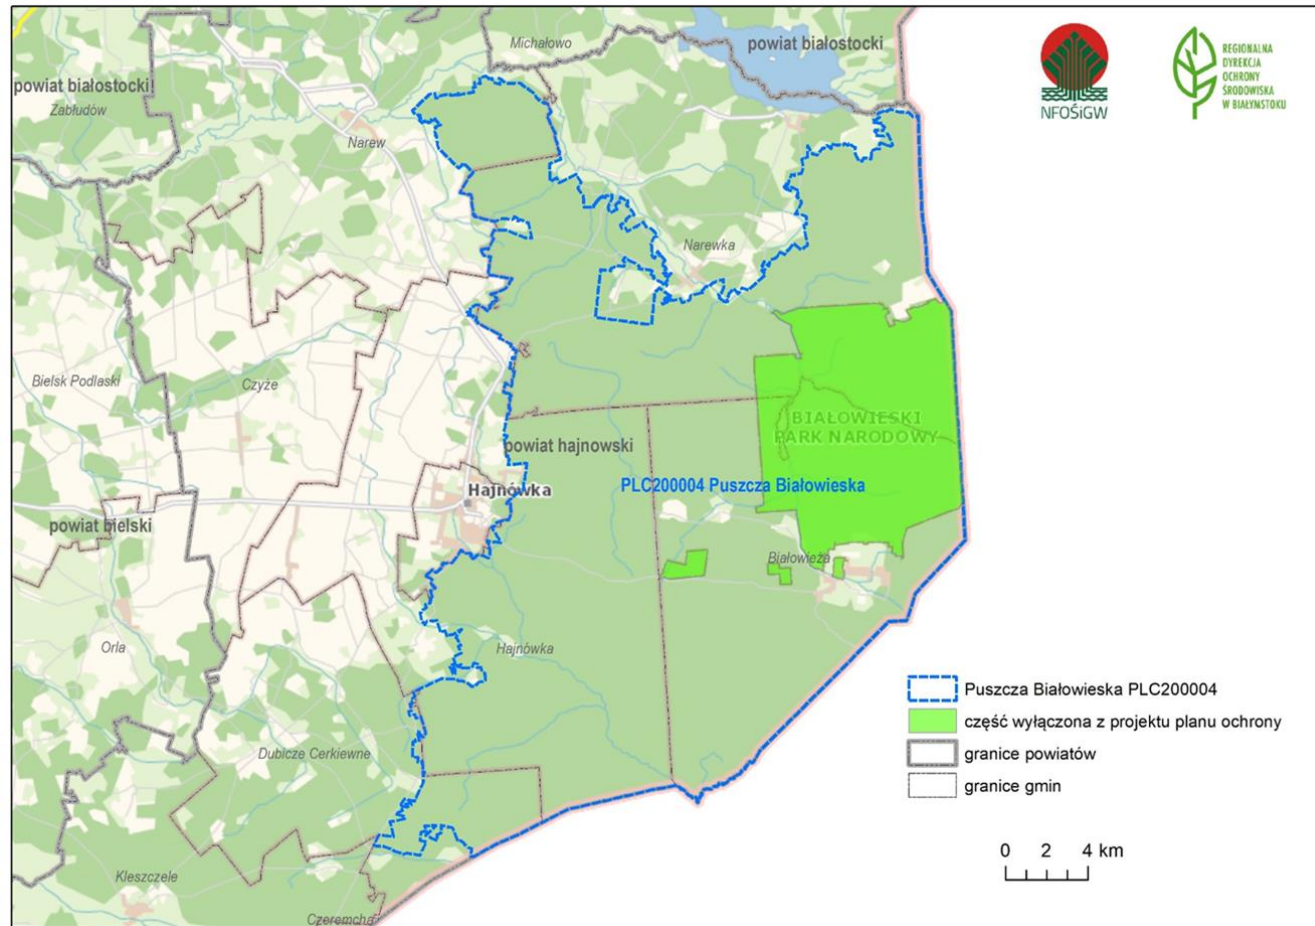 Michałowo
powiat białostocki
powiat białostocki
Zabłudów
Narew
Narewka
Bielsk Podlaski
Czyże
BIAŁOWIESKI
PARK NARODOWY
powiat hajnowski
PLC200004 Puszcza Białowieska
Hajnówka
powiat bielski
Białowieża
Orla
Hajnówka
Dubicze Cerkiewne
Kleszczele
Czeremcha
NFOŚiGW
REGIONALNA
DYREKCJA
OCHRONY
ŚRODOWISKA
W BIAŁYMSTOKU
Puszcza Białowieska PLC200004
część wyłączona z projektu planu ochrony
granice powiatów
granice gmin
0 2 4 km